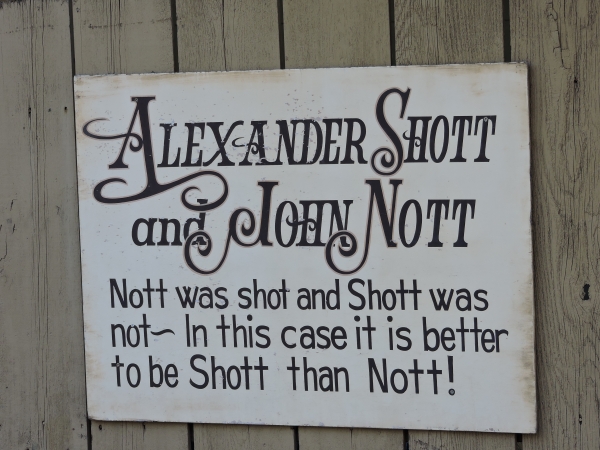 ALEXANDER SHOTT
and JOHN NOTT
Nott was shot and Shott was
not~ In this case it is better
to be Shott than Nott!